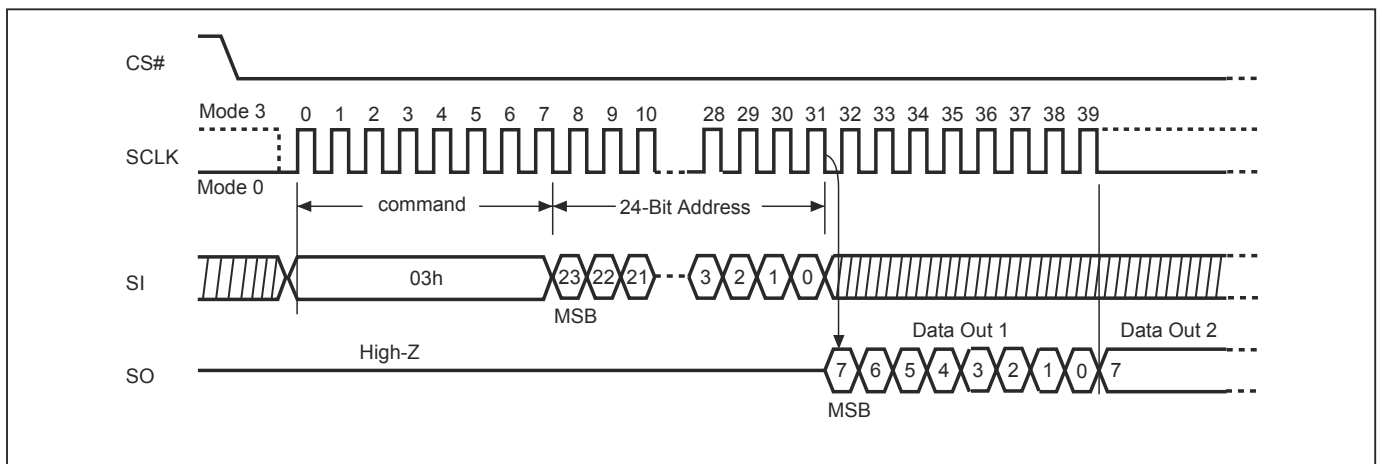 CS#
Mode 3
0 1 2 3 4 5 6 7 8 9 10 28 29 30 31 32 33 34 35 36 37 38 39
SCLK
Mode 0
command 24-Bit Address
SI 03h 23 22 21 3 2 1 0
MSB
High-Z Data Out 1 Data Out 2
SO 7 6 5 4 3 2 1 0 7
MSB